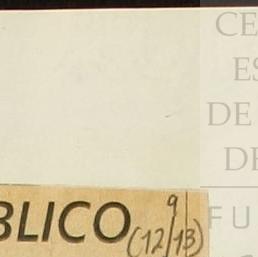 CE
ES
DE
DE
BLICO
9
(12/13)
FU